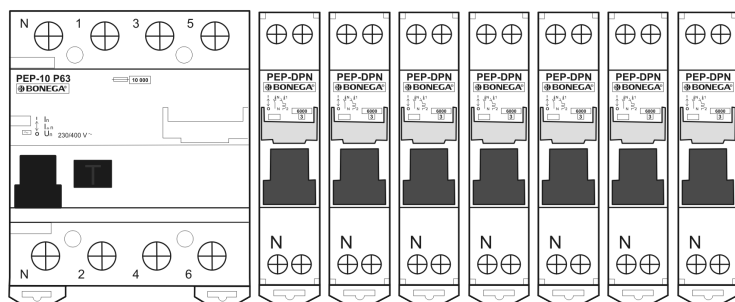 N 1 3 5
PEP-10 P63
10 000
BONEGA®
In
I△n
Un 230/400 V~
T
N 2 4 6
PEP-DPN PEP-DPN PEP-DPN PEP-DPN PEP-DPN PEP-DPN PEP-DPN
BONEGA® BONEGA® BONEGA® BONEGA® BONEGA® BONEGA® BONEGA®
6000 6000 6000 6000 6000 6000 6000
3 3 3 3 3 3 3
N N N N N N N